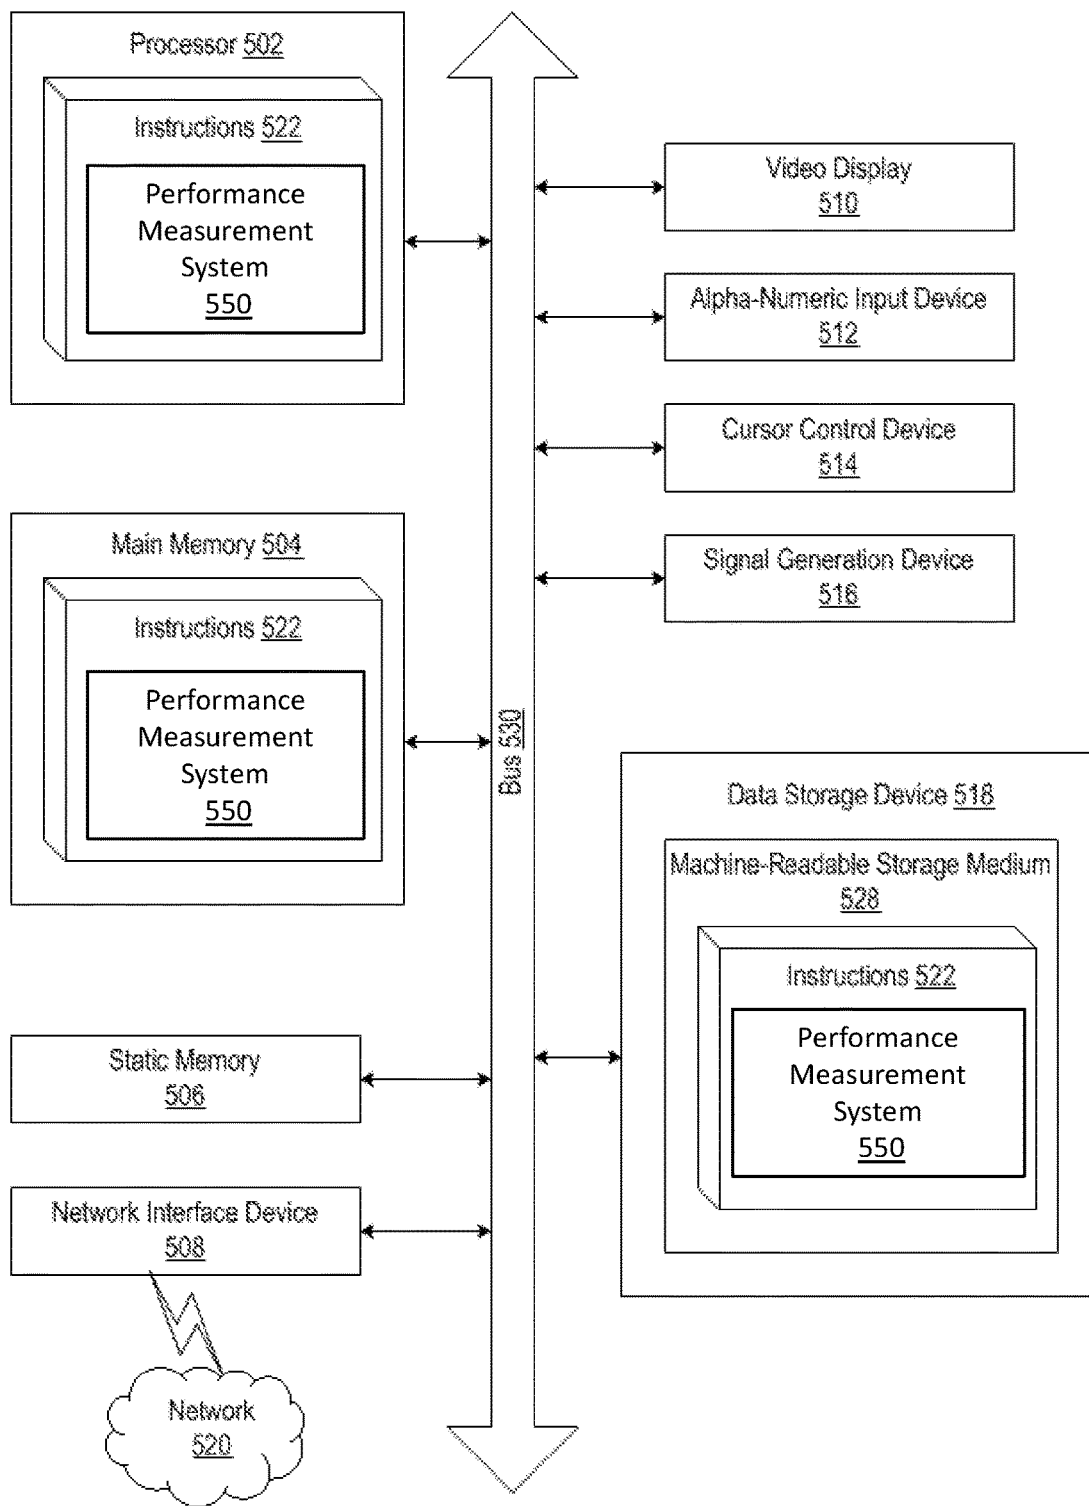 Processor 502
Instructions 522
Performance
Measurement
System
550
Main Memory 504
Instructions 522
Performance
Measurement
System
550
Static Memory
506
Network Interface Device
508
Network
520
Bus 530
Video Display
510
Alpha-Numeric Input Device
512
Cursor Control Device
514
Signal Generation Device
516
Data Storage Device 518
Machine-Readable Storage Medium
528
Instructions 522
Performance
Measurement
System
550